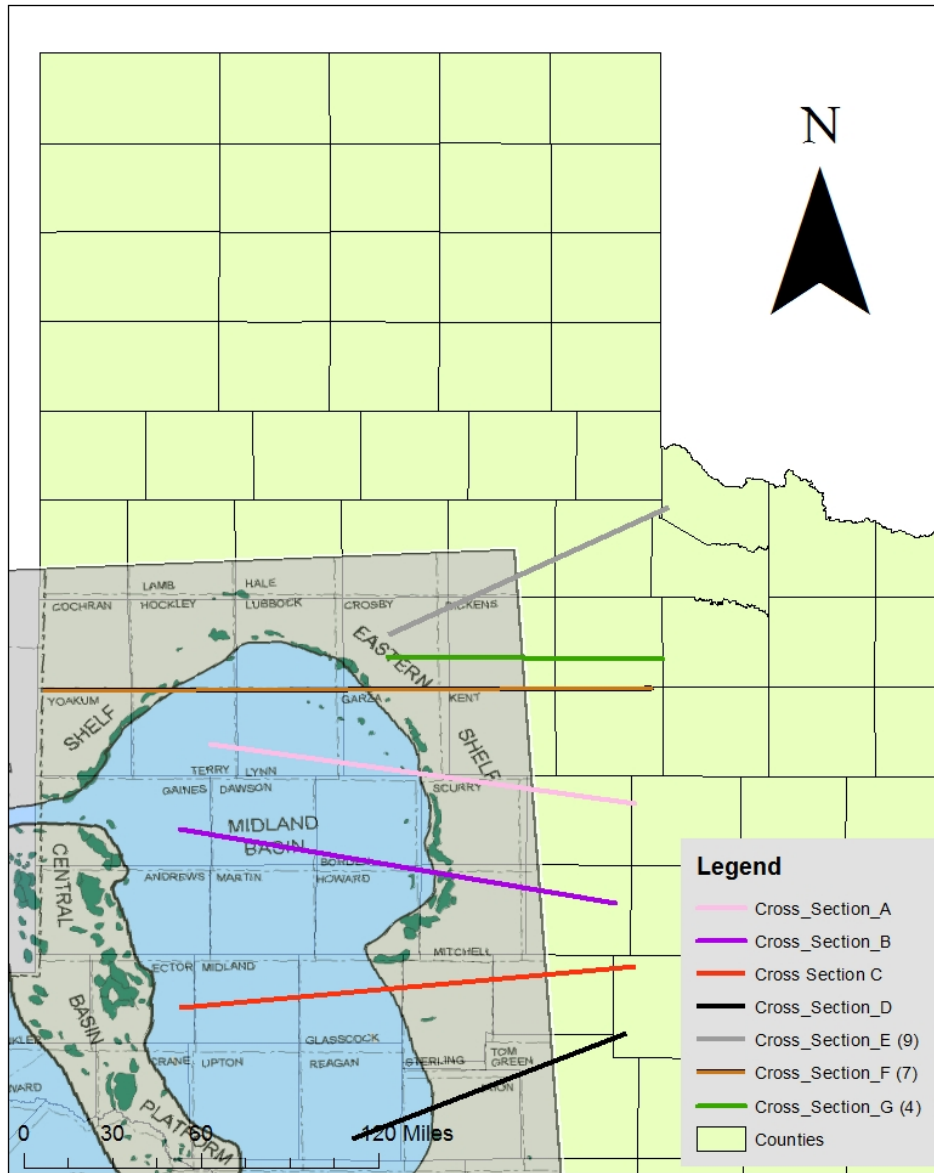 N
LAMB
HALE
COCHRAN
HOCKLEY
LUBBOCK
CROSBY
DICKENS
EASTERN
YOAKUM
GARZA
KENT
SHELF
SHELF
TERRY
LYNN
GAINES
DAWSON
SCURRY
MIDLAND
BASIN
BORDEN
CENTRAL
ANDREWS
MARTIN
HOWARD
MITCHELL
ECTOR
MIDLAND
BASIN
GLASSCOCK
CRANE
UPTON
REAGAN
STERLING
TOM
GREEN
PLATFORM
0 30 60 120 Miles
Legend
Cross_Section_A
Cross_Section_B
Cross Section C
Cross_Section_D
Cross_Section_E (9)
Cross_Section_F (7)
Cross_Section_G (4)
Counties